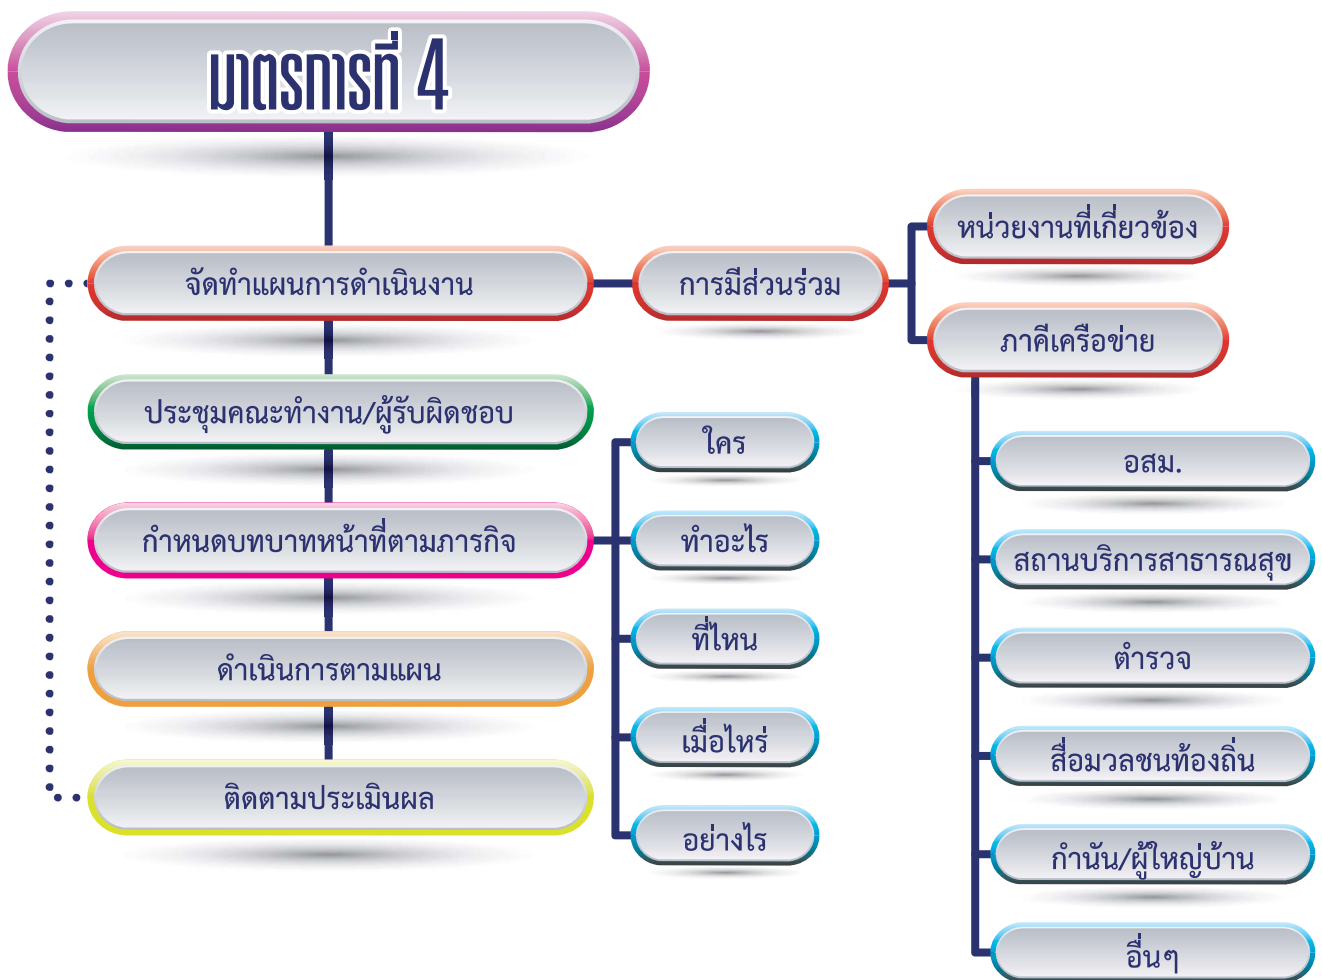 มาตรการที่ 4
จัดทำแผนการดำเนินงาน
การมีส่วนร่วม
หน่วยงานที่เกี่ยวข้อง
ภาคีเครือข่าย
ประชุมคณะทำงาน/ผู้รับผิดชอบ
กำหนดบทบาทหน้าที่ตามภารกิจ
ดำเนินการตามแผน
ติดตามประเมินผล
ใคร
ทำอะไร
ที่ไหน
เมื่อไหร่
อย่างไร
อสม.
สถานบริการสาธารณสุข
ตำรวจ
สื่อมวลชนท้องถิ่น
กำนัน/ผู้ใหญ่บ้าน
อื่นๆ